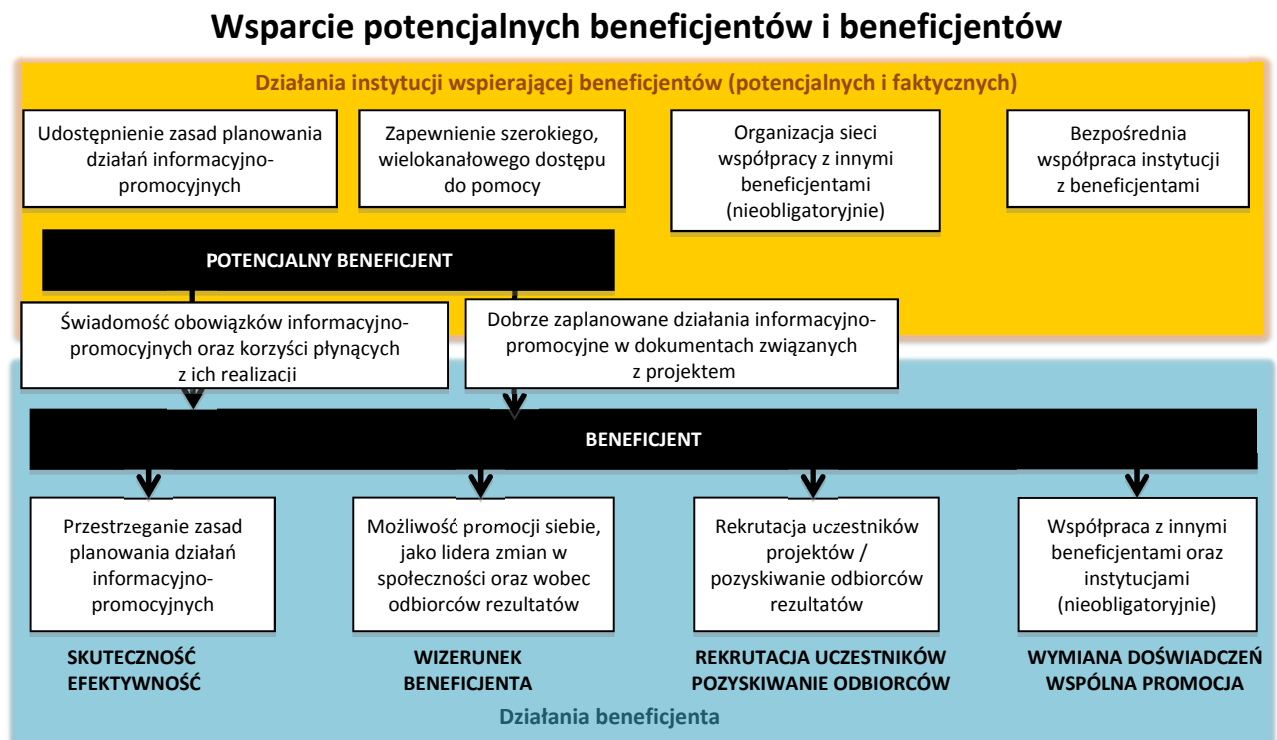 Wsparcie potencjalnych beneficjentów i beneficjentów
Działania instytucji wspierającej beneficjentów (potencjalnych i faktycznych)
Udostępnienie zasad planowania
działań informacyjno-
promocyjnych
Zapewnienie szerokiego,
wielokanałowego dostępu
do pomocy
Organizacja sieci
współpracy z innymi
beneficjentami
(nieobligatoryjnie)
Bezpośrednia
współpraca instytucji
z beneficjentami
POTENCJALNY BENEFICJENT
Świadomość obowiązków informacyjno-
promocyjnych oraz korzyści płynących
z ich realizacji
Dobrze zaplanowane działania informacyjno-
promocyjne w dokumentach związanych
z projektem
BENEFICJENT
Przestrzeganie zasad
planowania działań
informacyjno-
promocyjnych
Możliwość promocji siebie,
jako lidera zmian w
społeczności oraz wobec
odbiorców rezultatów
Rekrutacja uczestników
projektów /
pozyskiwanie odbiorców
rezultatów
Współpraca z innymi
beneficjentami oraz
instytucjami
(nieobligatoryjnie)
SKUTECZNOŚĆ
EFEKTYWNOŚĆ
WIZERUNEK
BENEFICJENTA
REKRUTACJA UCZESTNIKÓW
POZYSKIWANIE ODBIORCÓW
WYMIANA DOŚWIADCZEŃ
WSPÓLNA PROMOCJA
Działania beneficjenta